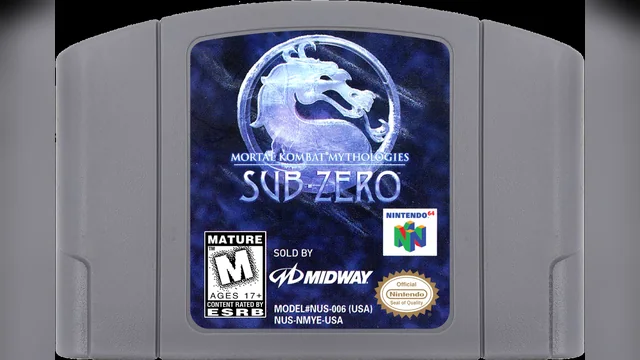 MORTAL KOMBAT MYTHOLOGIES
SUB-ZERO
NINTENDO 64
N
MATURE
M
AGES 17+
CONTENT RATED BY
ESRB
SOLD BY
MIDWAY
MODEL#NUS-006 (USA)
NUS-NMYE-USA
Official
Nintendo
Seal of Quality